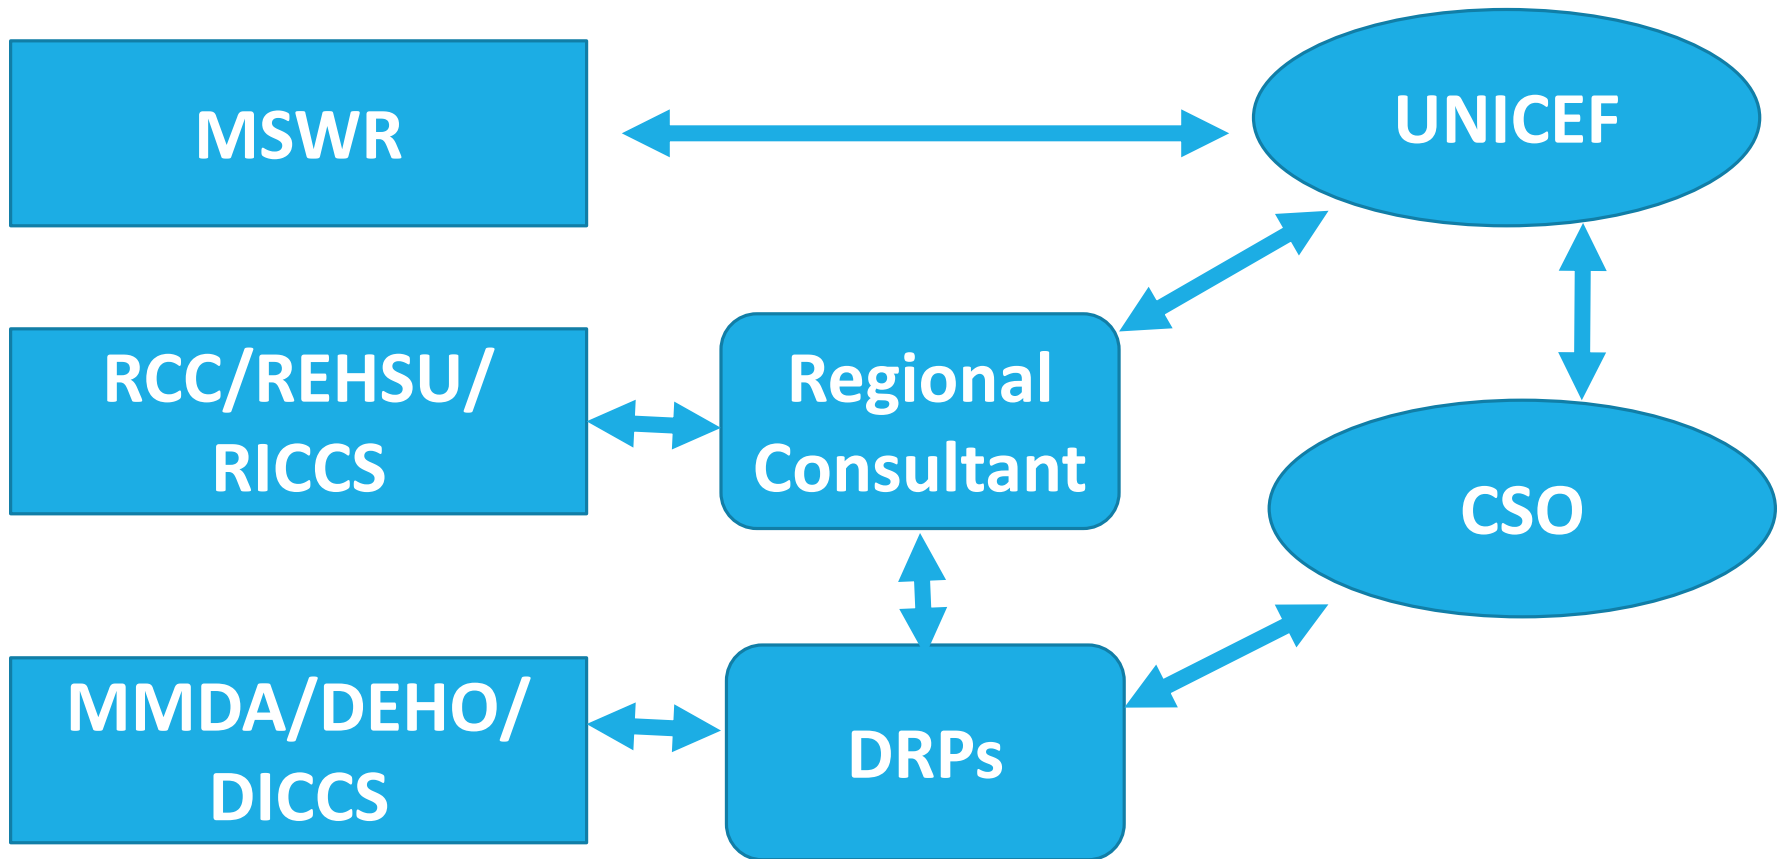 MSWR
UNICEF
RCC/REHSU/
RICCS
Regional
Consultant
CSO
MMDA/DEHO/
DICCS
DRPs